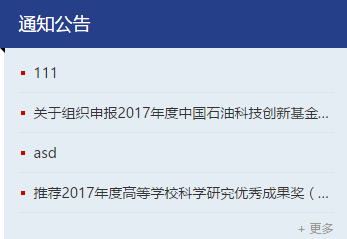 通知公告
111
关于组织申报2017年度中国石油科技创新基金...
asd
推荐2017年度高等学校科学研究优秀成果奖（...
+ 更多